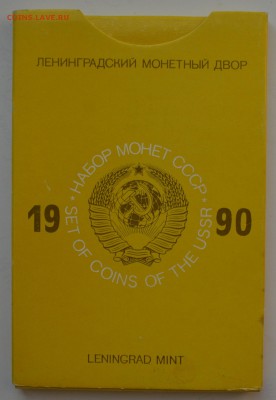 COINS.LAVE.RU
ЛЕНИНГРАДСКИЙ МОНЕТНЫЙ ДВОР
НАБОР МОНЕТ СССР
19 90
SET OF COINS OF THE USSR
LENINGRAD MINT